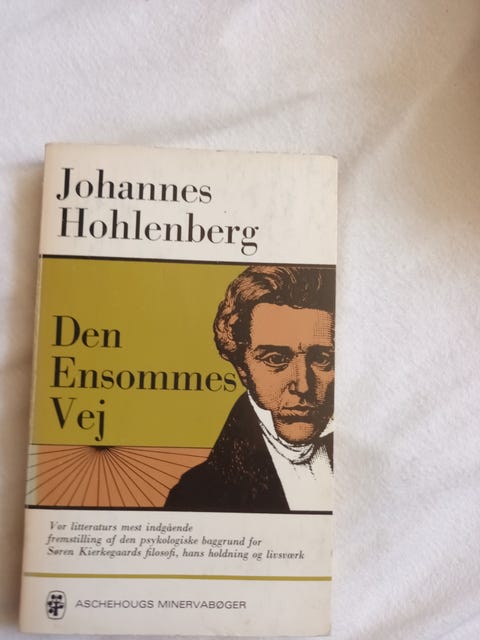 Johannes
Hohlenberg
Den
Ensommes
Vej
Vor litteraturs mest indgående
fremstilling af den psykologiske baggrund for
Søren Kierkegaards filosofi, hans holdning og livsværk
ASCHEHOUGS MINERVABØGER